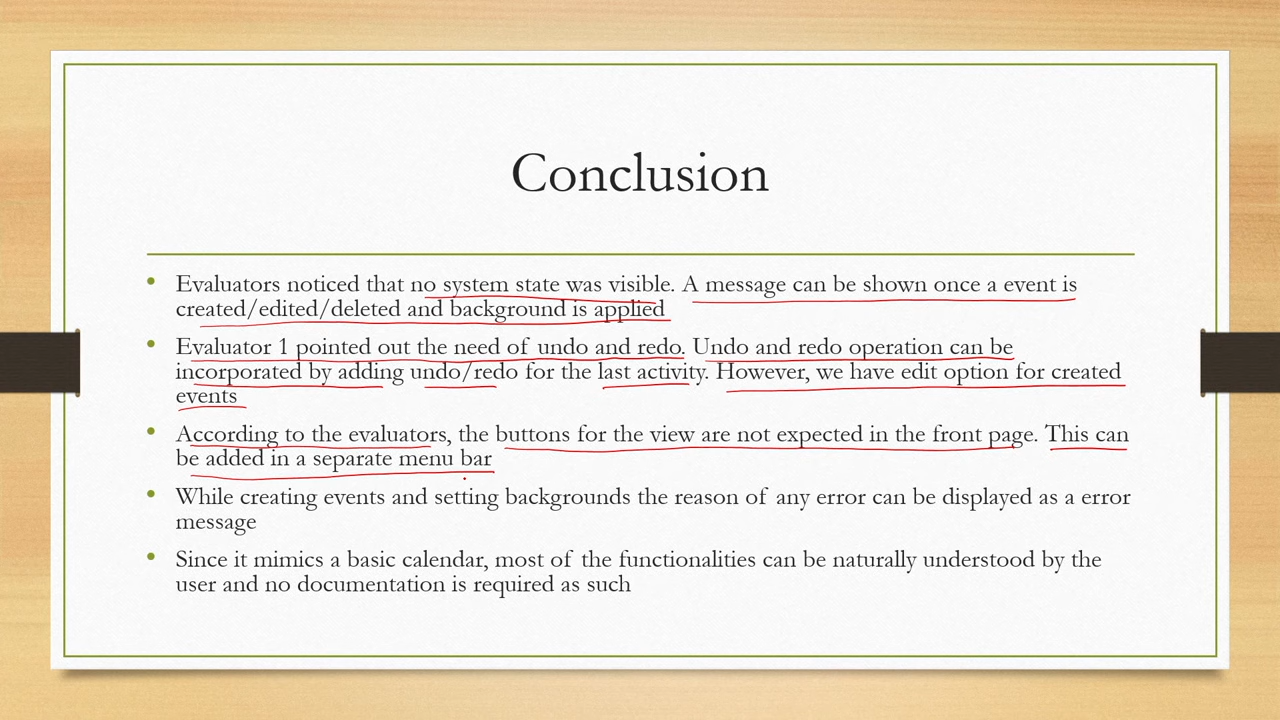 Conclusion
• Evaluators noticed that no system state was visible. A message can be shown once a event is
created/edited/deleted and background is applied
• Evaluator 1 pointed out the need of undo and redo. Undo and redo operation can be
incorporated by adding undo/redo for the last activity. However, we have edit option for created
events
• According to the evaluators, the buttons for the view are not expected in the front page. This can
be added in a separate menu bar
• While creating events and setting backgrounds the reason of any error can be displayed as a error
message
• Since it mimics a basic calendar, most of the functionalities can be naturally understood by the
user and no documentation is required as such